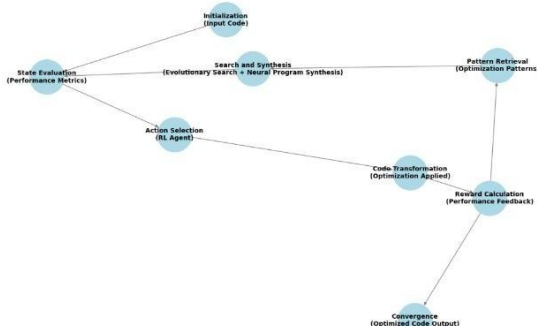 Initialization
(Input Code)
Search and Synthesis
(Evolutionary Search + Neural Program Synthesis)
Pattern Retrieval
(Optimization Patterns
State Evaluation
(Performance Metrics)
Action Selection
(RL Agent)
Code Transformation
(Optimization Applied)
Reward Calculation
(Performance Feedback)
Convergence
(Optimized Code Output)